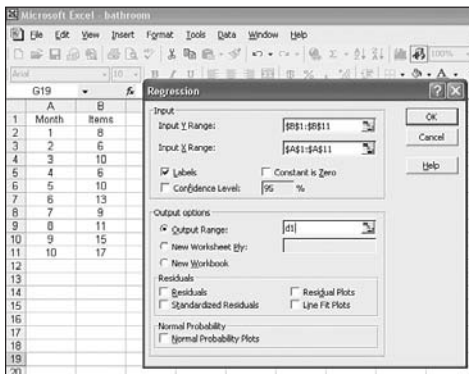 Microsoft Excel - bathroom
File Edit View Insert Format Tools Data Window Help
100%
Arial 10 B I U
G19 fx
A B
1 Month Items
2 1 8
3 2 6
4 3 10
5 4 6
6 5 10
7 6 13
8 7 9
9 8 11
10 9 15
11 10 17
12
13
14
15
16
17
18
19
20
Regression
Input
Input Y Range: $B$1:$B$11
Input X Range: $A$1:$A$11
Labels Constant is Zero
Confidence Level: 95 %
OK
Cancel
Help
Output options
Output Range: d1
New Worksheet Ply:
New Workbook
Residuals
Residuals Residual Plots
Standardized Residuals Line Fit Plots
Normal Probability
Normal Probability Plots